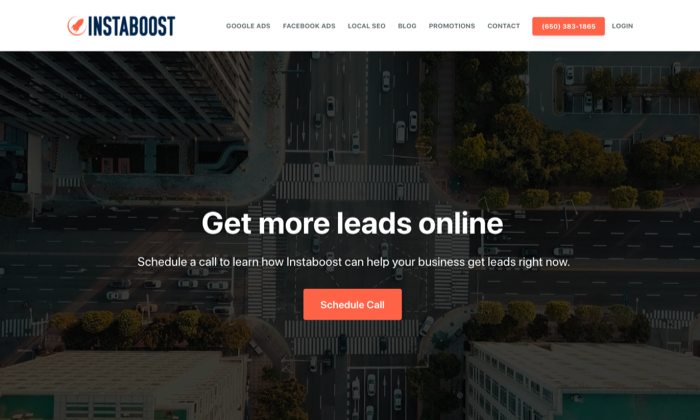 INSTABOOST
GOOGLE ADS FACEBOOK ADS LOCAL SEO BLOG PROMOTIONS CONTACT (650) 383-1865 LOGIN
Get more leads online
Schedule a call to learn how Instaboost can help your business get leads right now.
Schedule Call